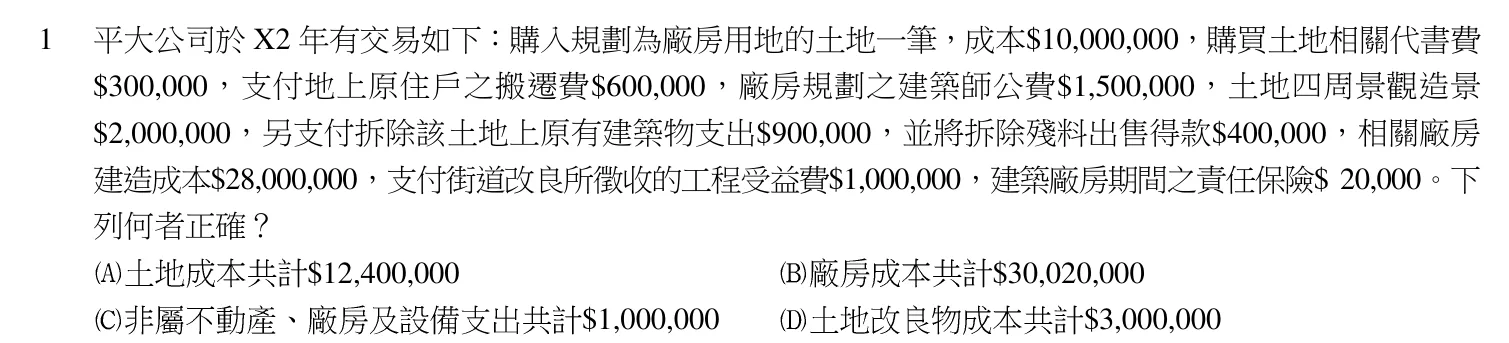 1 平大公司於 X2 年有交易如下：購入規劃為廠房用地的土地一筆，成本$10,000,000，購買土地相關代書費
$300,000，支付地上原住戶之搬遷費$600,000，廠房規劃之建築師公費$1,500,000，土地四周景觀造景
$2,000,000，另支付拆除該土地上原有建築物支出$900,000，並將拆除殘料出售得款$400,000，相關廠房
建造成本$28,000,000，支付街道改良所徵收的工程受益費$1,000,000，建築廠房期間之責任保險$ 20,000。下
列何者正確？
(A)土地成本共計$12,400,000 (B)廠房成本共計$30,020,000
(C)非屬不動產、廠房及設備支出共計$1,000,000 (D)土地改良物成本共計$3,000,000